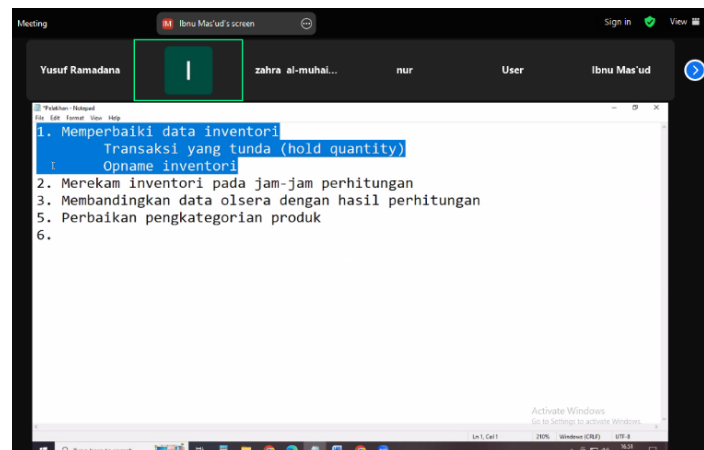 Meeting
IM Ibnu Mas'ud's screen
Sign in
View
Yusuf Ramadana
I
zahra al-muhai...
nur
User
Ibnu Mas'ud
*Pelatihan - Notepad
File Edit Format View Help
1. Memperbaiki data inventori
Transaksi yang tunda (hold quantity)
Opname inventori
2. Merekam inventori pada jam-jam perhitungan
3. Membandingkan data olsera dengan hasil perhitungan
5. Perbaikan pengkategorian produk
6.
Activate Windows
Go to Settings to activate Windows.
Ln 1, Col 1
210%
Windows (CRLF)
UTF-8
16.58